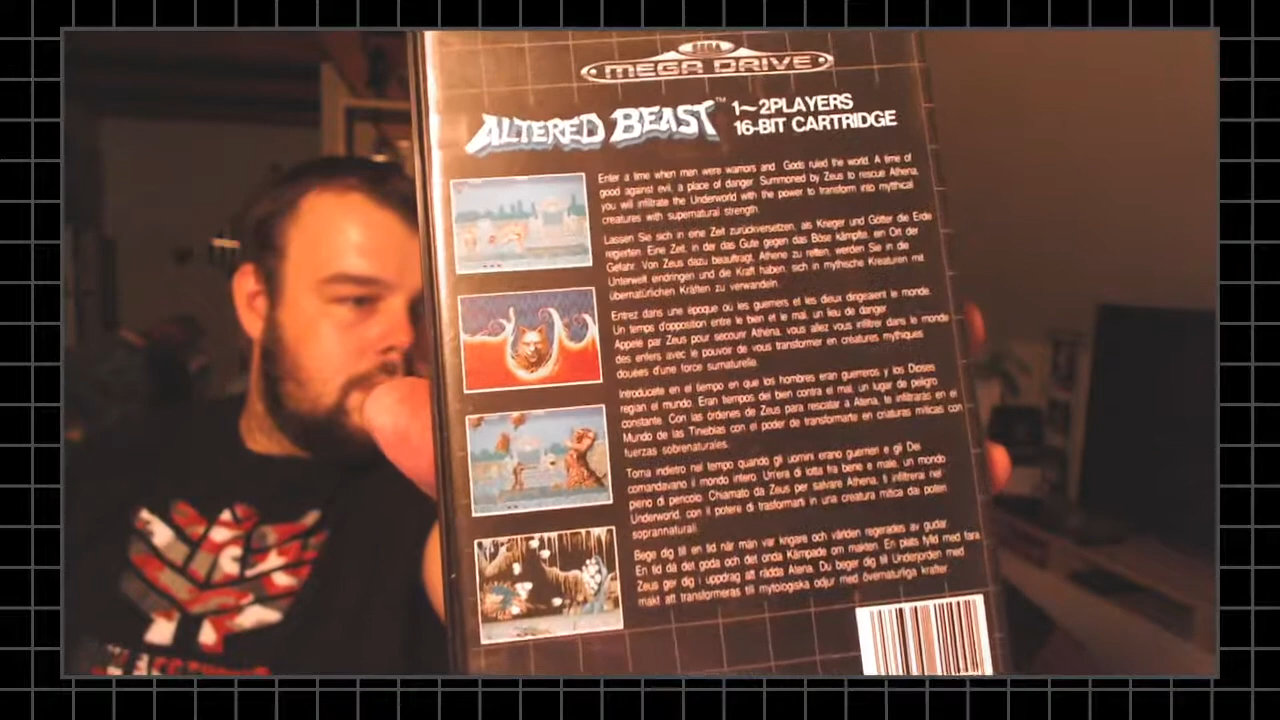 SEGA
MEGA DRIVE
ALTERED BEAST™
1~2PLAYERS
16-BIT CARTRIDGE
Enter a time when men were warriors and Gods ruled the world. A time of
good against evil, a place of danger. Summoned by Zeus to rescue Athena,
you will infiltrate the Underworld with the power to transform into mythical
creatures with supernatural strength.
Lassen Sie sich in eine Zeit zurückversetzen, als Krieger und Götter die Erde
regierten. Eine Zeit, in der das Gute gegen das Böse kämpfte, en Ort der
Gefahr. Von Zeus dazu beauftragt, Athene zu retten, werden Sie in die
Unterwelt eindringen und die Kraft haben, sich in mythische Kreaturen mit
übernatürlichen Kräften zu verwandeln.
Entrez dans une époque où les guerriers et les dieux dirigeaient le monde.
Un temps d'opposition entre le bien et le mal, un lieu de danger.
Appelé par Zeus pour secourir Athéna, vous allez vous infiltrer dans le monde
des enfers avec le pouvoir de vous transformer en créatures mythiques
douées d'une force surnaturelle.
Introdúcete en el tiempo en que los hombres eran guerreros y los Dioses
regían el mundo. Eran tiempos del bien contra el mal, un lugar de peligro
constante. Con las órdenes de Zeus para rescatar a Atena, te infiltrarás en el
Mundo de las Tinieblas con el poder de transformarte en criaturas míticas con
fuerzas sobrenaturales.
Torna indietro nel tempo quando gli uomini erano guerrieri e gli Dei
comandavano il mondo intero. Un'era di lotta fra bene e male, un mondo
pieno di pericolo. Chiamato da Zeus per salvare Athena, ti infiltrerai nel
Underworld, con il potere di trasformarti in una creatura mitica dai poteri
soprannaturali.
Bege dig till en tid när män var krigare och världen regerades av gudar.
En tid då det goda och det onda Kämpade om makten. En plats fylld med fara
Zeus ger dig i uppdrag att rädda Atena. Du beger dig till Underjorden med
makt att transformeras till mytologiska odjur med övernaturliga krafter.